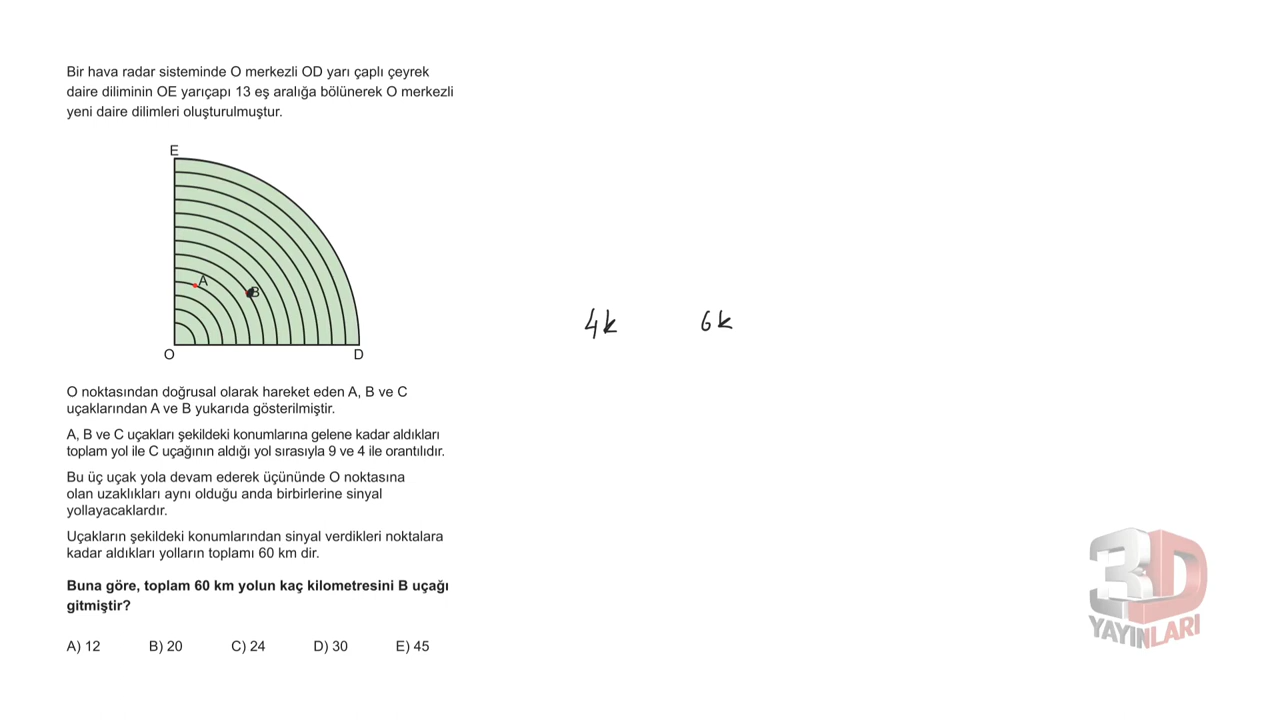 Bir hava radar sisteminde O merkezli OD yarı çaplı çeyrek
daire diliminin OE yarıçapı 13 eş aralığa bölünerek O merkezli
yeni daire dilimleri oluşturulmuştur.
E
A
B
O
D
4k
6k
O noktasından doğrusal olarak hareket eden A, B ve C
uçaklarından A ve B yukarıda gösterilmiştir.
A, B ve C uçakları şekildeki konumlarına gelene kadar aldıkları
toplam yol ile C uçağının aldığı yol sırasıyla 9 ve 4 ile orantılıdır.
Bu üç uçak yola devam ederek üçününde O noktasına
olan uzaklıkları aynı olduğu anda birbirlerine sinyal
yollayacaklardır.
Uçakların şekildeki konumlarından sinyal verdikleri noktalara
kadar aldıkları yolların toplamı 60 km dir.
Buna göre, toplam 60 km yolun kaç kilometresini B uçağı
gitmiştir?
A) 12 B) 20 C) 24 D) 30 E) 45
3D
YAYINLARI